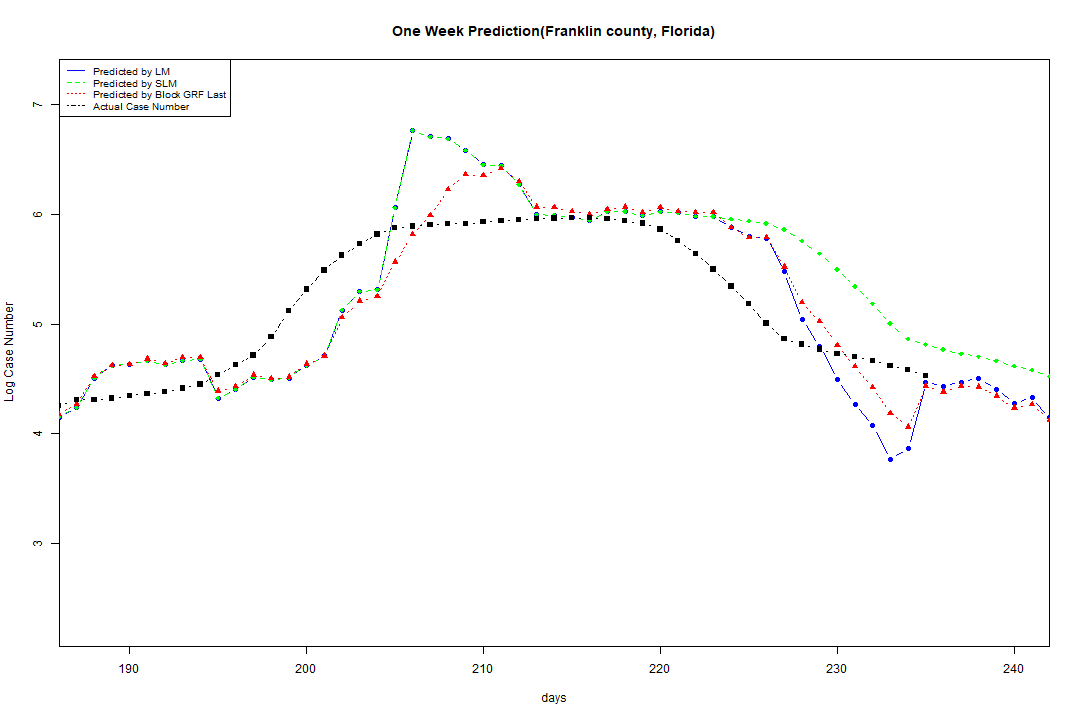 One Week Prediction(Franklin county, Florida)
Predicted by LM
Predicted by SLM
Predicted by Block GRF Last
Actual Case Number
7
6
5
4
3
Log Case Number
190 200 210 220 230 240
days